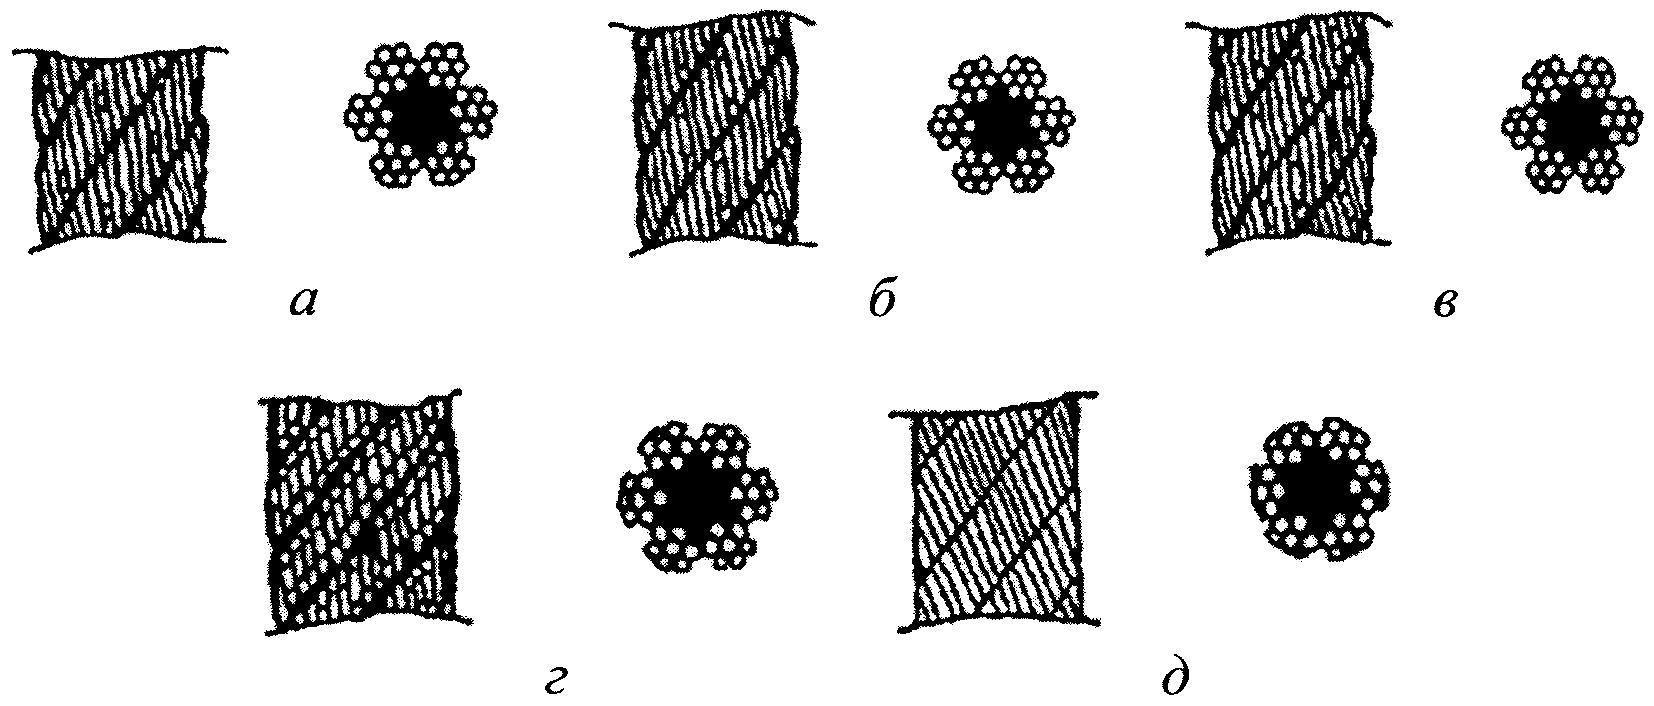 а б в
г д